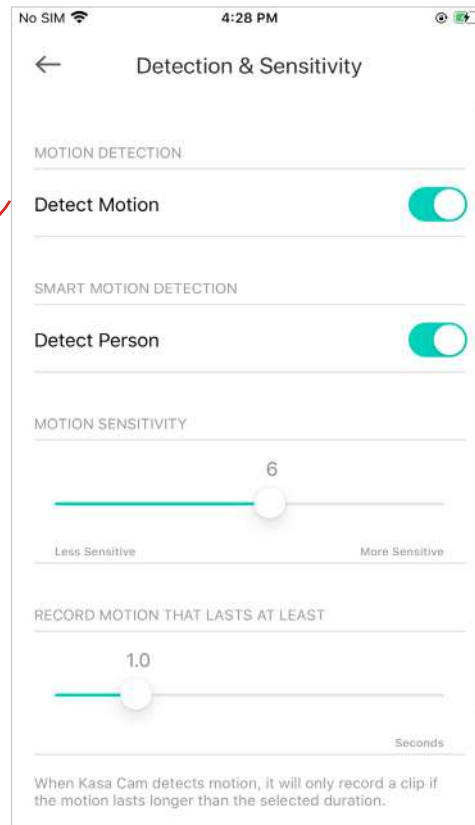 No SIM 4:28 PM
Detection & Sensitivity
MOTION DETECTION
Detect Motion
SMART MOTION DETECTION
Detect Person
MOTION SENSITIVITY
6
Less Sensitive More Sensitive
RECORD MOTION THAT LASTS AT LEAST
1.0
Seconds
When Kasa Cam detects motion, it will only record a clip if
the motion lasts longer than the selected duration.